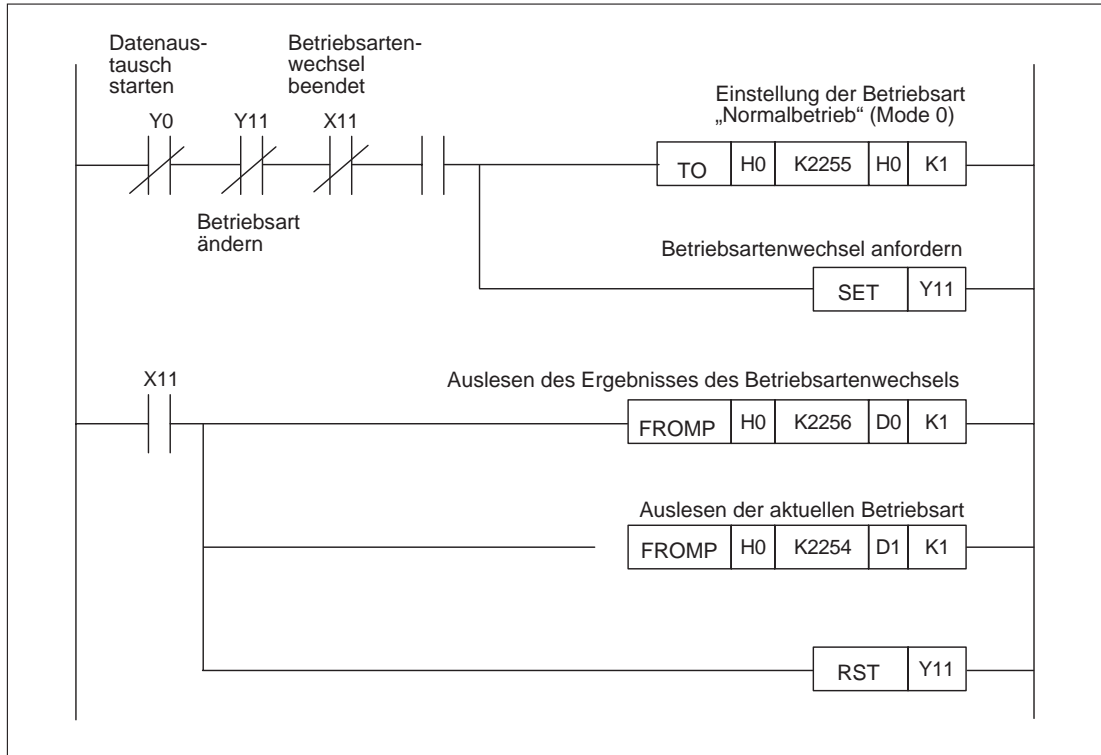 Datenaus-
tausch
starten
Betriebsarten-
wechsel
beendet
Y0 Y11 X11
Betriebsart
ändern
Einstellung der Betriebsart
„Normalbetrieb“ (Mode 0)
TO H0 K2255 H0 K1
Betriebsartenwechsel anfordern
SET Y11
X11
Auslesen des Ergebnisses des Betriebsartenwechsels
FROMP H0 K2256 D0 K1
Auslesen der aktuellen Betriebsart
FROMP H0 K2254 D1 K1
RST Y11